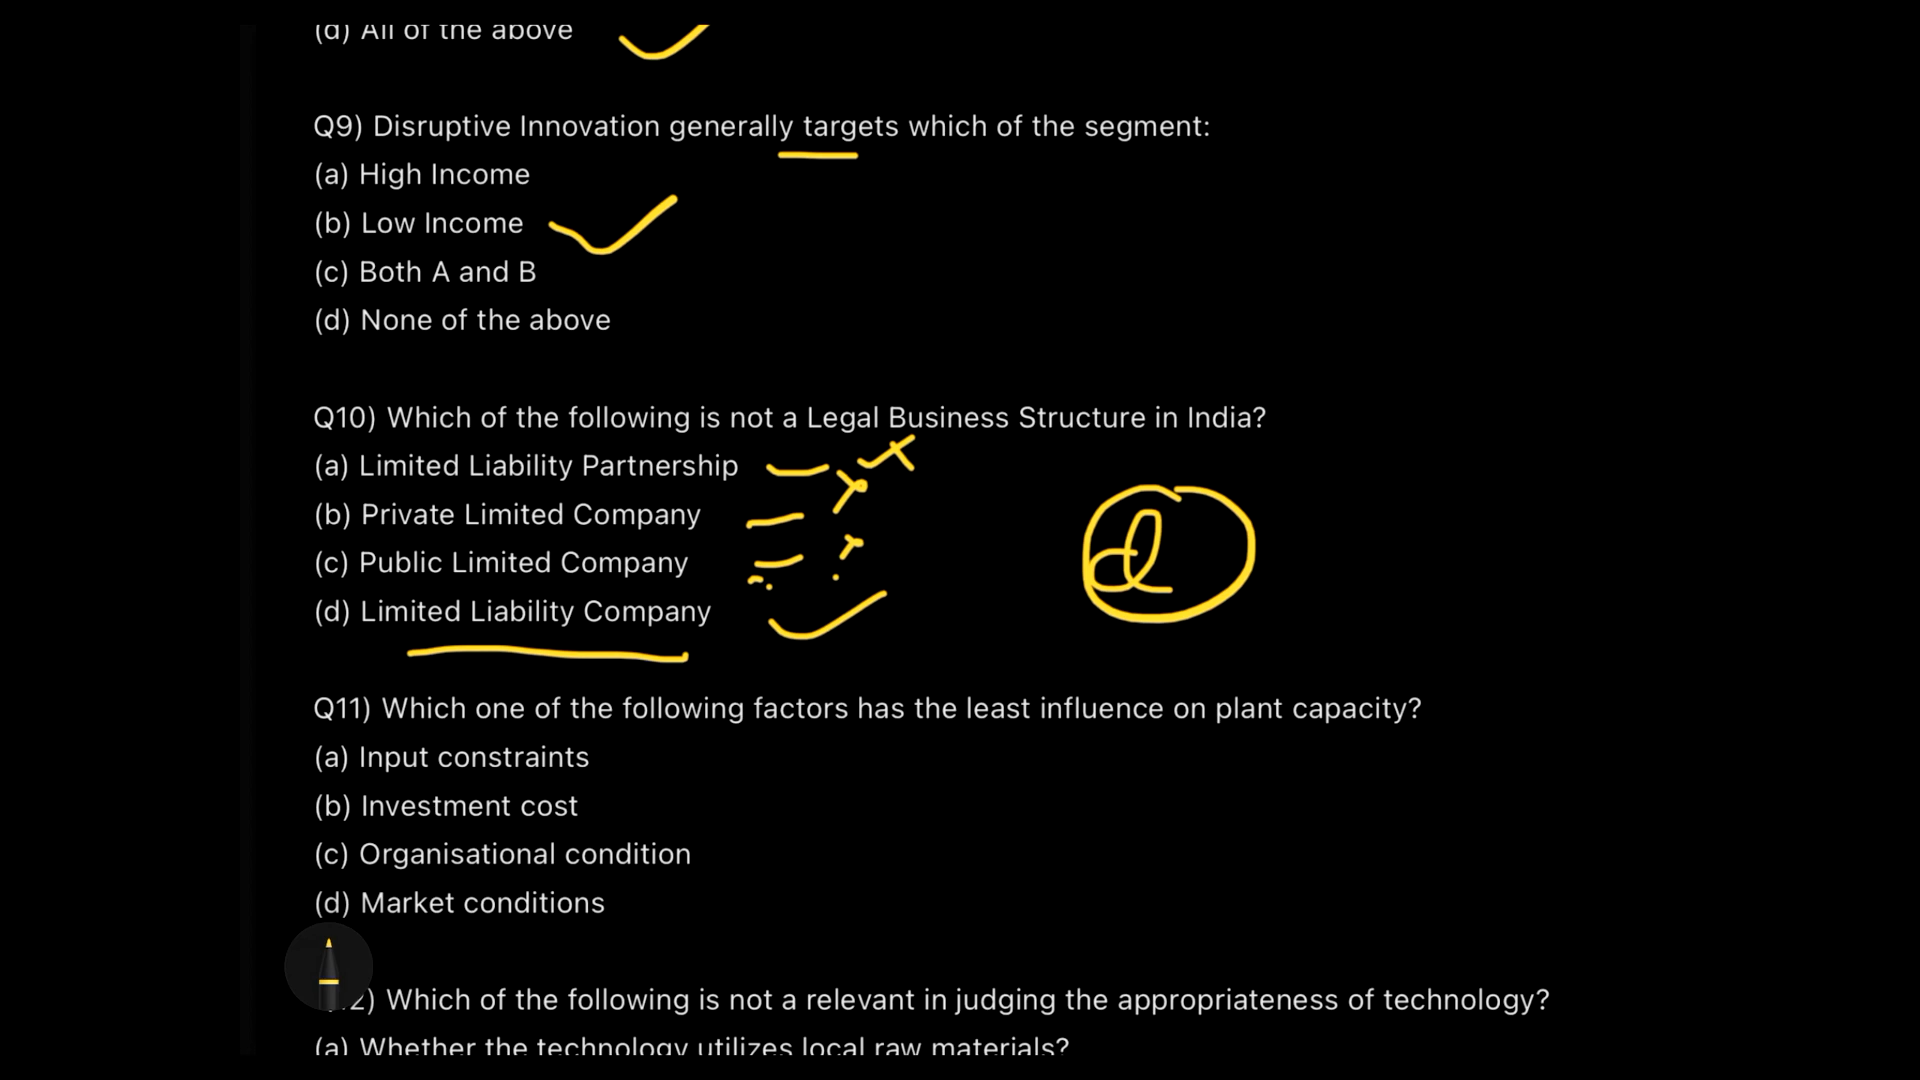 (d) All of the above
Q9) Disruptive Innovation generally targets which of the segment:
(a) High Income
(b) Low Income
(c) Both A and B
(d) None of the above
Q10) Which of the following is not a Legal Business Structure in India?
(a) Limited Liability Partnership
(b) Private Limited Company
(c) Public Limited Company
(d) Limited Liability Company
d
Q11) Which one of the following factors has the least influence on plant capacity?
(a) Input constraints
(b) Investment cost
(c) Organisational condition
(d) Market conditions
2) Which of the following is not a relevant in judging the appropriateness of technology?
(a) Whether the technology utilizes local raw materials?